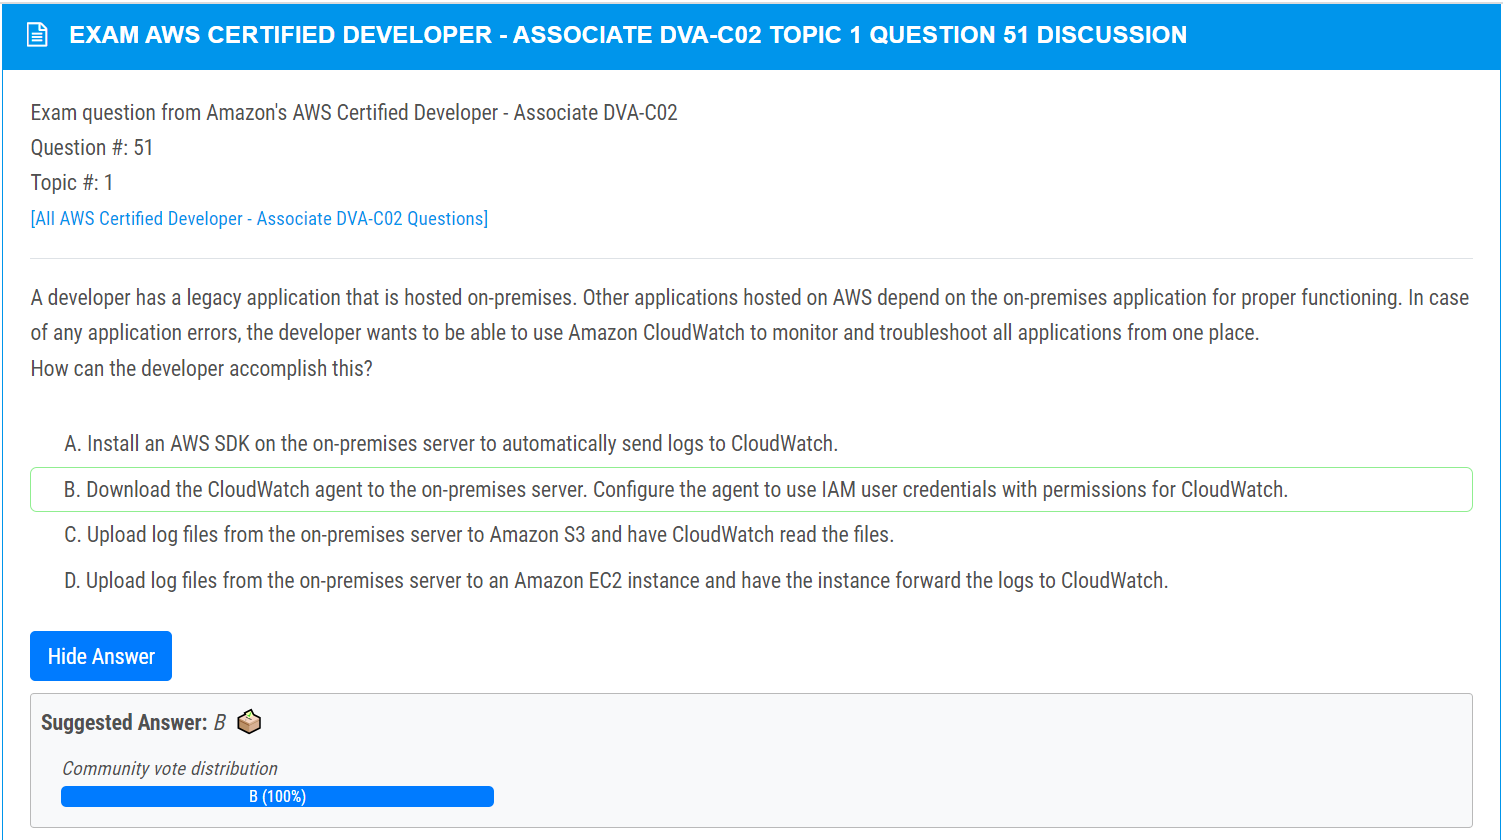 EXAM AWS CERTIFIED DEVELOPER - ASSOCIATE DVA-C02 TOPIC 1 QUESTION 51 DISCUSSION
Exam question from Amazon's AWS Certified Developer - Associate DVA-C02
Question #: 51
Topic #: 1
[All AWS Certified Developer - Associate DVA-C02 Questions]
A developer has a legacy application that is hosted on-premises. Other applications hosted on AWS depend on the on-premises application for proper functioning. In case
of any application errors, the developer wants to be able to use Amazon CloudWatch to monitor and troubleshoot all applications from one place.
How can the developer accomplish this?
A. Install an AWS SDK on the on-premises server to automatically send logs to CloudWatch.
B. Download the CloudWatch agent to the on-premises server. Configure the agent to use IAM user credentials with permissions for CloudWatch.
C. Upload log files from the on-premises server to Amazon S3 and have CloudWatch read the files.
D. Upload log files from the on-premises server to an Amazon EC2 instance and have the instance forward the logs to CloudWatch.
Hide Answer
Suggested Answer: B
Community vote distribution
B (100%)